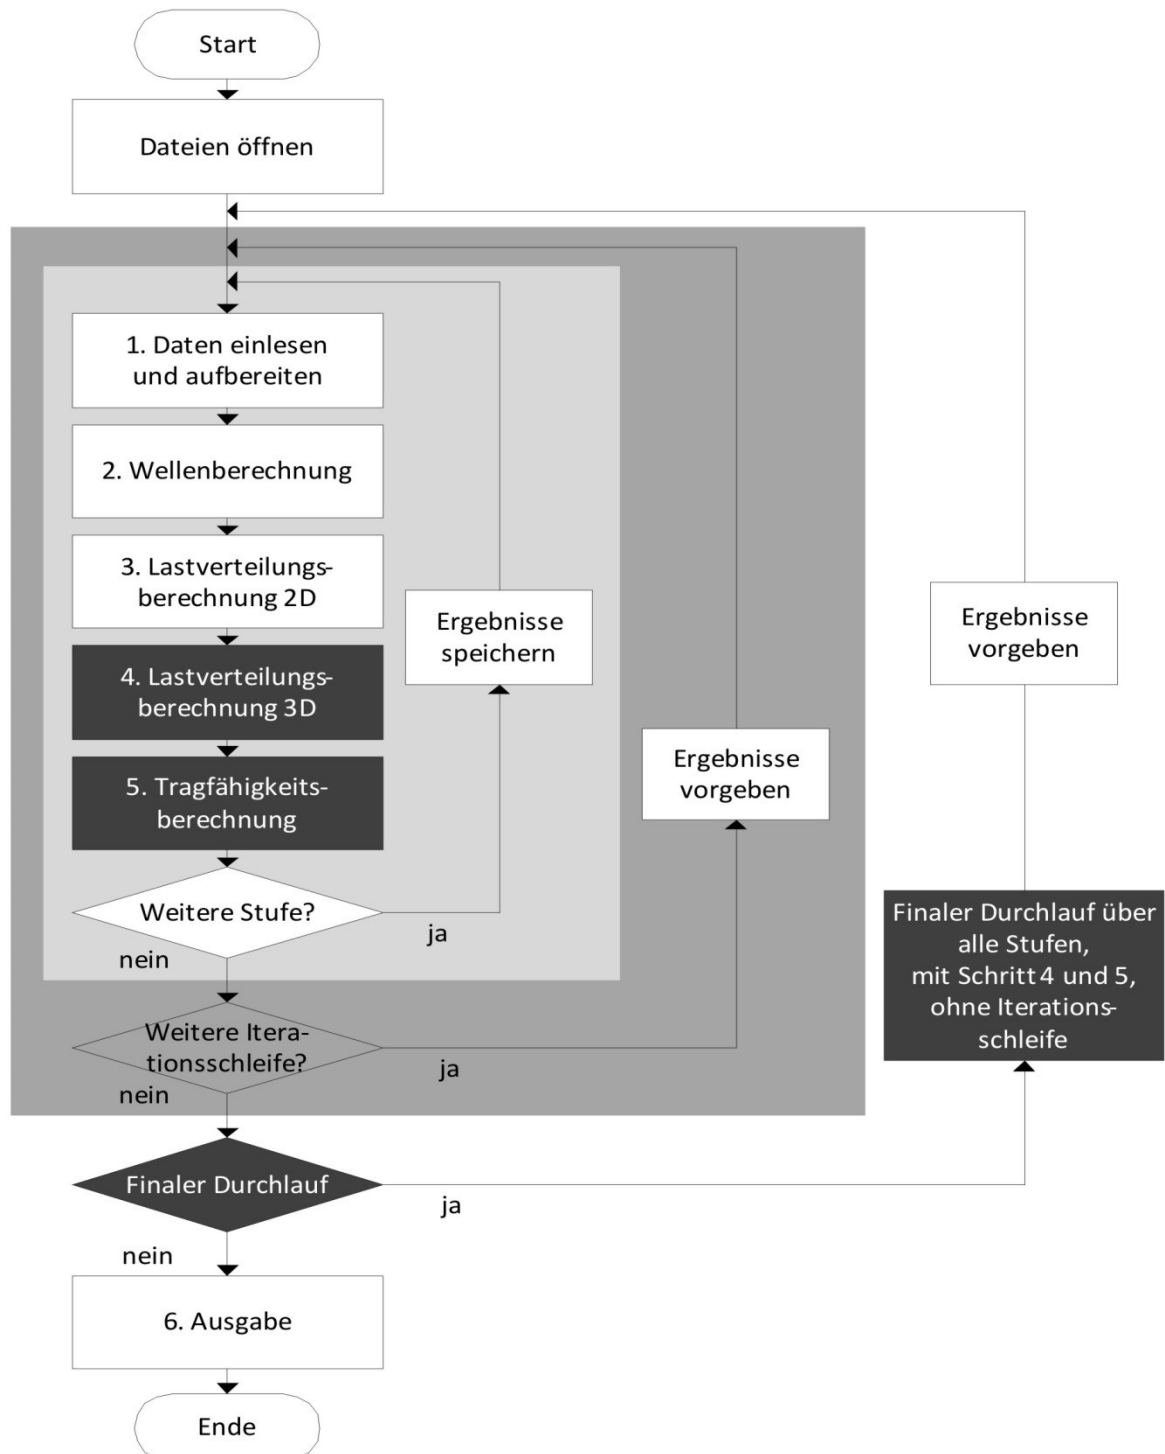 Start
Dateien öffnen
1. Daten einlesen
und aufbereiten
2. Wellenberechnung
3. Lastverteilungs-
berechnung 2D
4. Lastverteilungs-
berechnung 3D
5. Tragfähigkeits-
berechnung
Weitere Stufe?
ja
nein
Ergebnisse
speichern
Weitere Itera-
tionsschleife?
ja
nein
Ergebnisse
vorgeben
Finaler Durchlauf
ja
nein
Finaler Durchlauf über
alle Stufen,
mit Schritt 4 und 5,
ohne Iterations-
schleife
Ergebnisse
vorgeben
6. Ausgabe
Ende